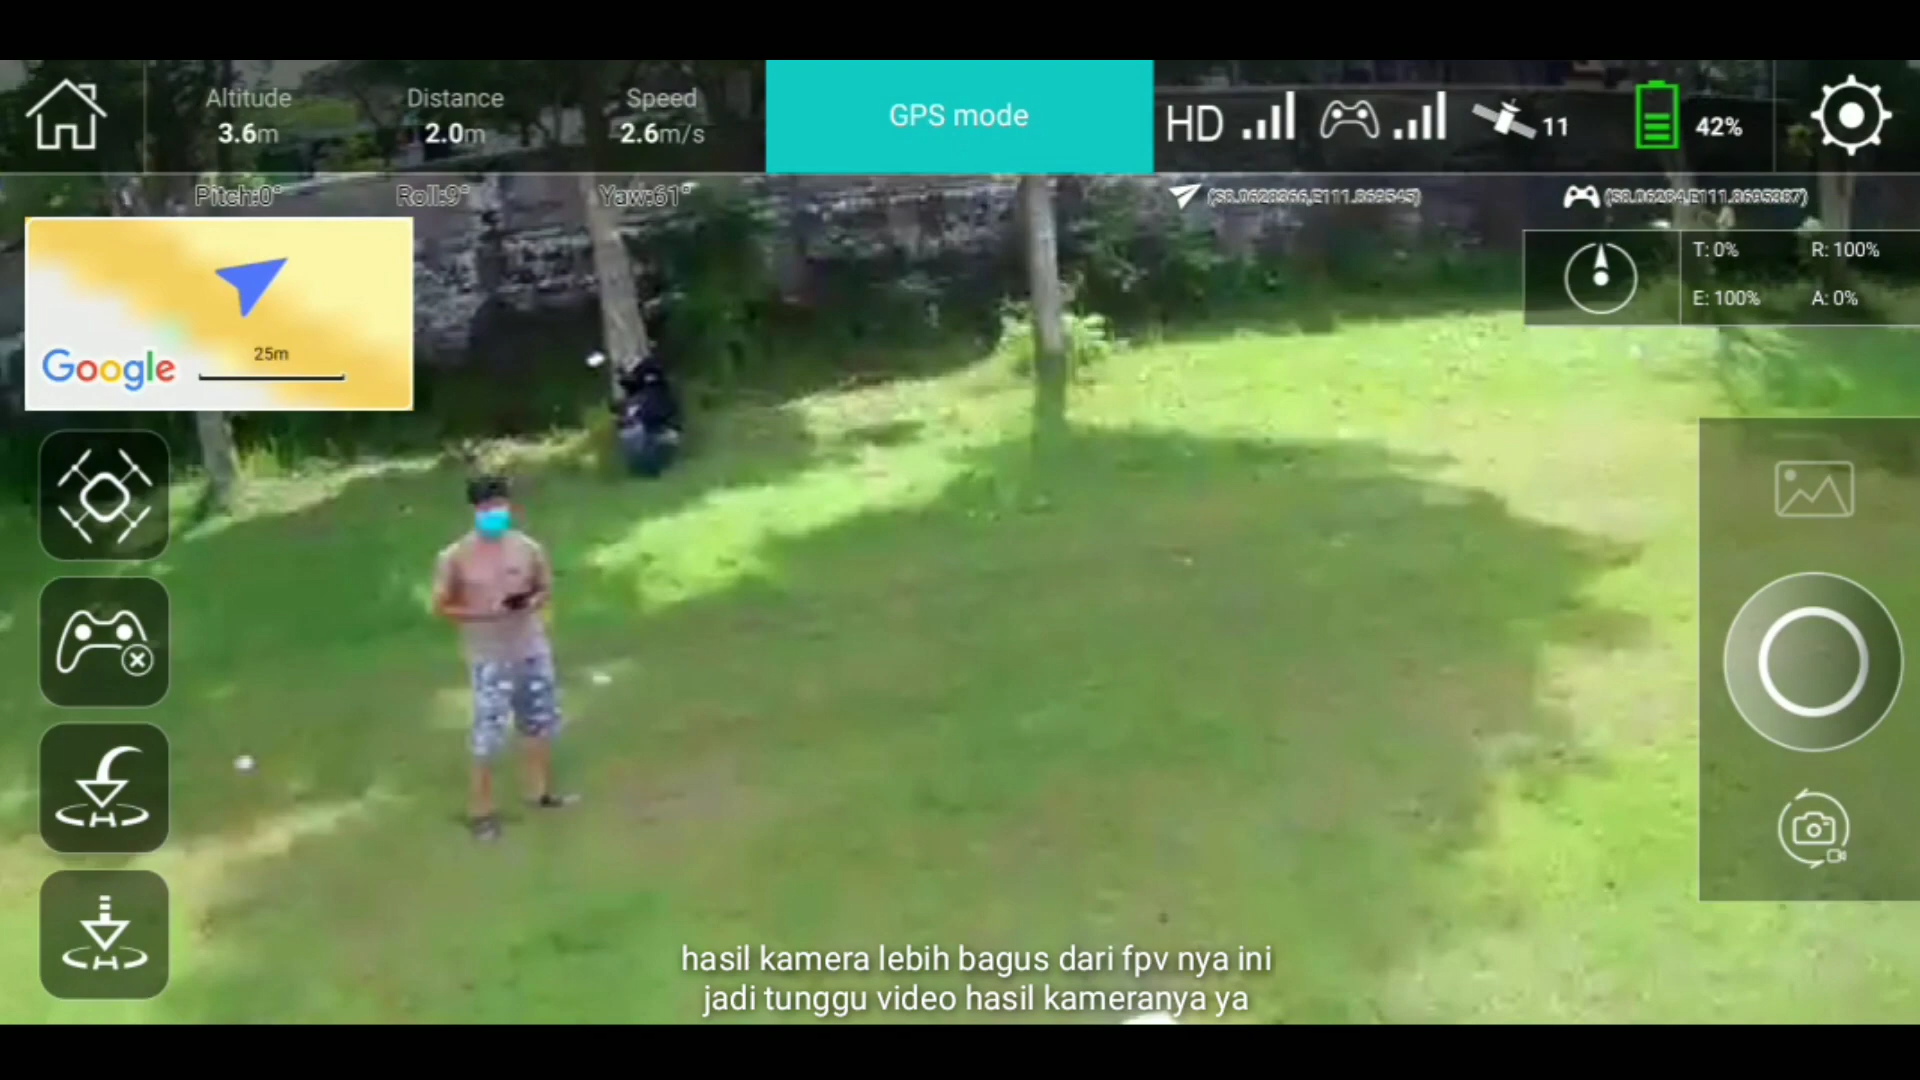 Altitude
3.6m
Distance
2.0m
Speed
2.6m/s
GPS mode
HD
11
42%
Pitch:0°
Roll:9°
Yaw:61°
T: 0%
R: 100%
E: 100%
A: 0%
25m
Google
hasil kamera lebih bagus dari fpv nya ini
jadi tunggu video hasil kameranya ya